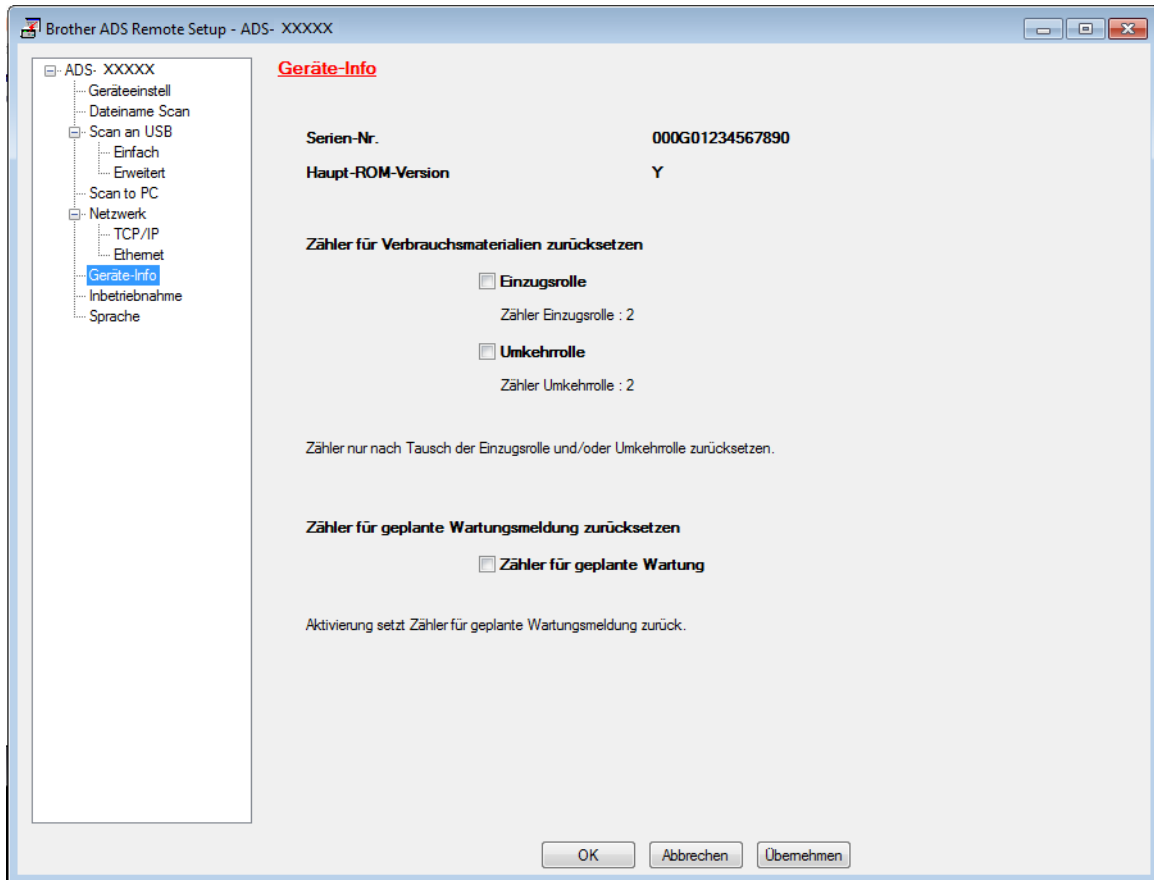 Brother ADS Remote Setup - ADS- XXXXX
ADS- XXXXX
Geräteeinstell
Dateiname Scan
Scan an USB
Einfach
Erweitert
Scan to PC
Netzwerk
TCP/IP
Ethernet
Geräte-Info
Inbetriebnahme
Sprache
Geräte-Info
Serien-Nr. 000G01234567890
Haupt-ROM-Version Y
Zähler für Verbrauchsmaterialien zurücksetzen
Einzugsrolle
Zähler Einzugsrolle : 2
Umkehrrolle
Zähler Umkehrrolle : 2
Zähler nur nach Tausch der Einzugsrolle und/oder Umkehrrolle zurücksetzen.
Zähler für geplante Wartungsmeldung zurücksetzen
Zähler für geplante Wartung
Aktivierung setzt Zähler für geplante Wartungsmeldung zurück.
OK Abbrechen Übernehmen